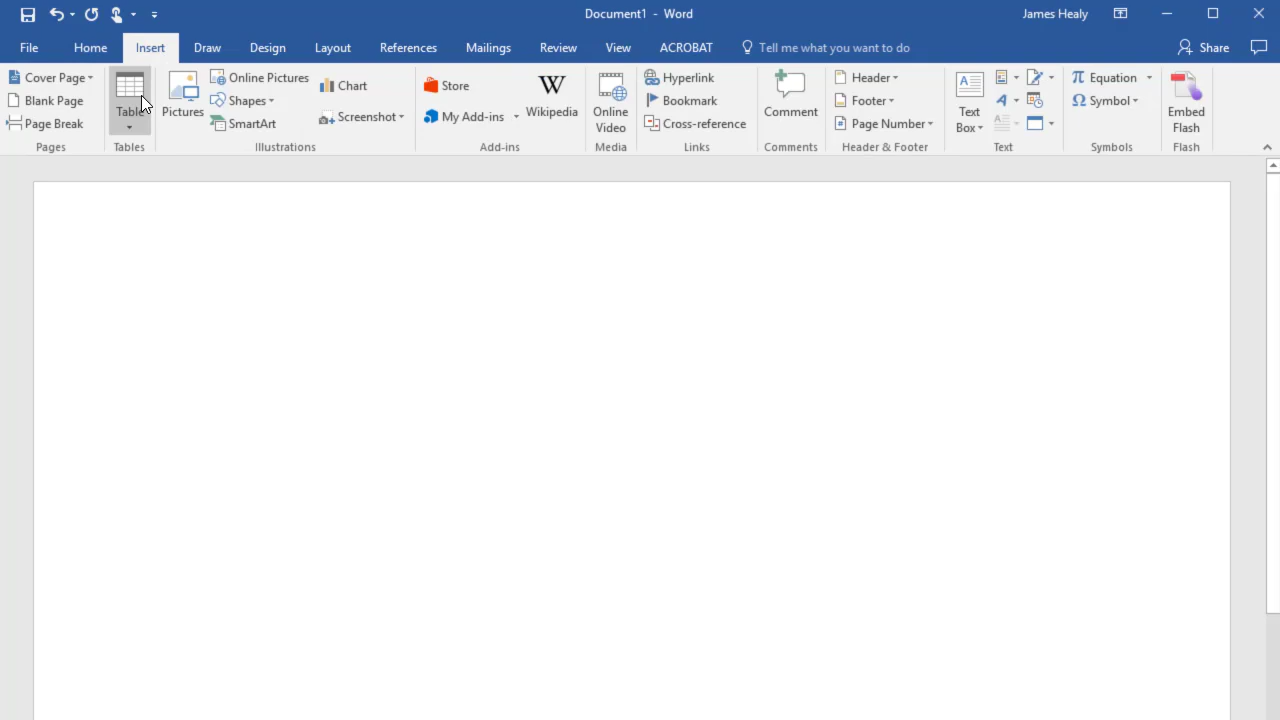 Document1 - Word
James Healy
File Home Insert Draw Design Layout References Mailings Review View ACROBAT Tell me what you want to do Share
Cover Page
Blank Page
Page Break
Pages
Table
Tables
Pictures
Online Pictures
Shapes
SmartArt
Chart
Screenshot
Illustrations
Store
My Add-ins
W
Wikipedia
Add-ins
Online
Video
Media
Hyperlink
Bookmark
Cross-reference
Links
Comment
Comments
Header
Footer
Page Number
Header & Footer
A
Text
Box
A
A
Text
π Equation
Ω Symbol
Symbols
Embed
Flash
Flash